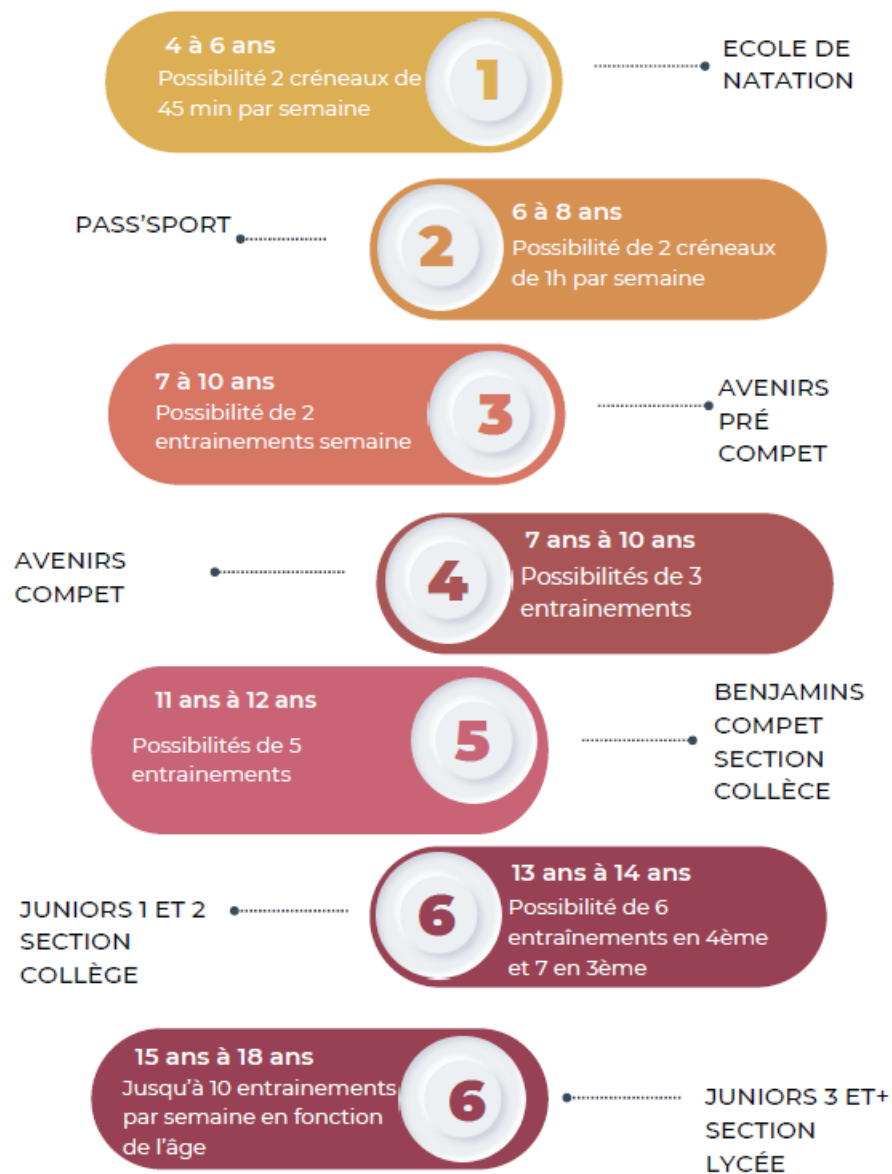 4 à 6 ans
Possibilité 2 créneaux de
45 min par semaine
1
ECOLE DE
NATATION
PASS'SPORT
2
6 à 8 ans
Possibilité de 2 créneaux
de 1h par semaine
7 à 10 ans
Possibilité de 2
entrainements semaine
3
AVENIRS
PRÉ
COMPET
AVENIRS
COMPET
4
7 ans à 10 ans
Possibilités de 3
entrainements
11 ans à 12 ans
Possibilités de 5
entrainements
5
BENJAMINS
COMPET
SECTION
COLLÈCE
JUNIORS 1 ET 2
SECTION
COLLÈGE
6
13 ans à 14 ans
Possibilité de 6
entraînements en 4ème
et 7 en 3ème
15 ans à 18 ans
Jusqu'à 10 entrainements
par semaine en fonction
de l'âge
6
JUNIORS 3 ET+
SECTION
LYCÉE